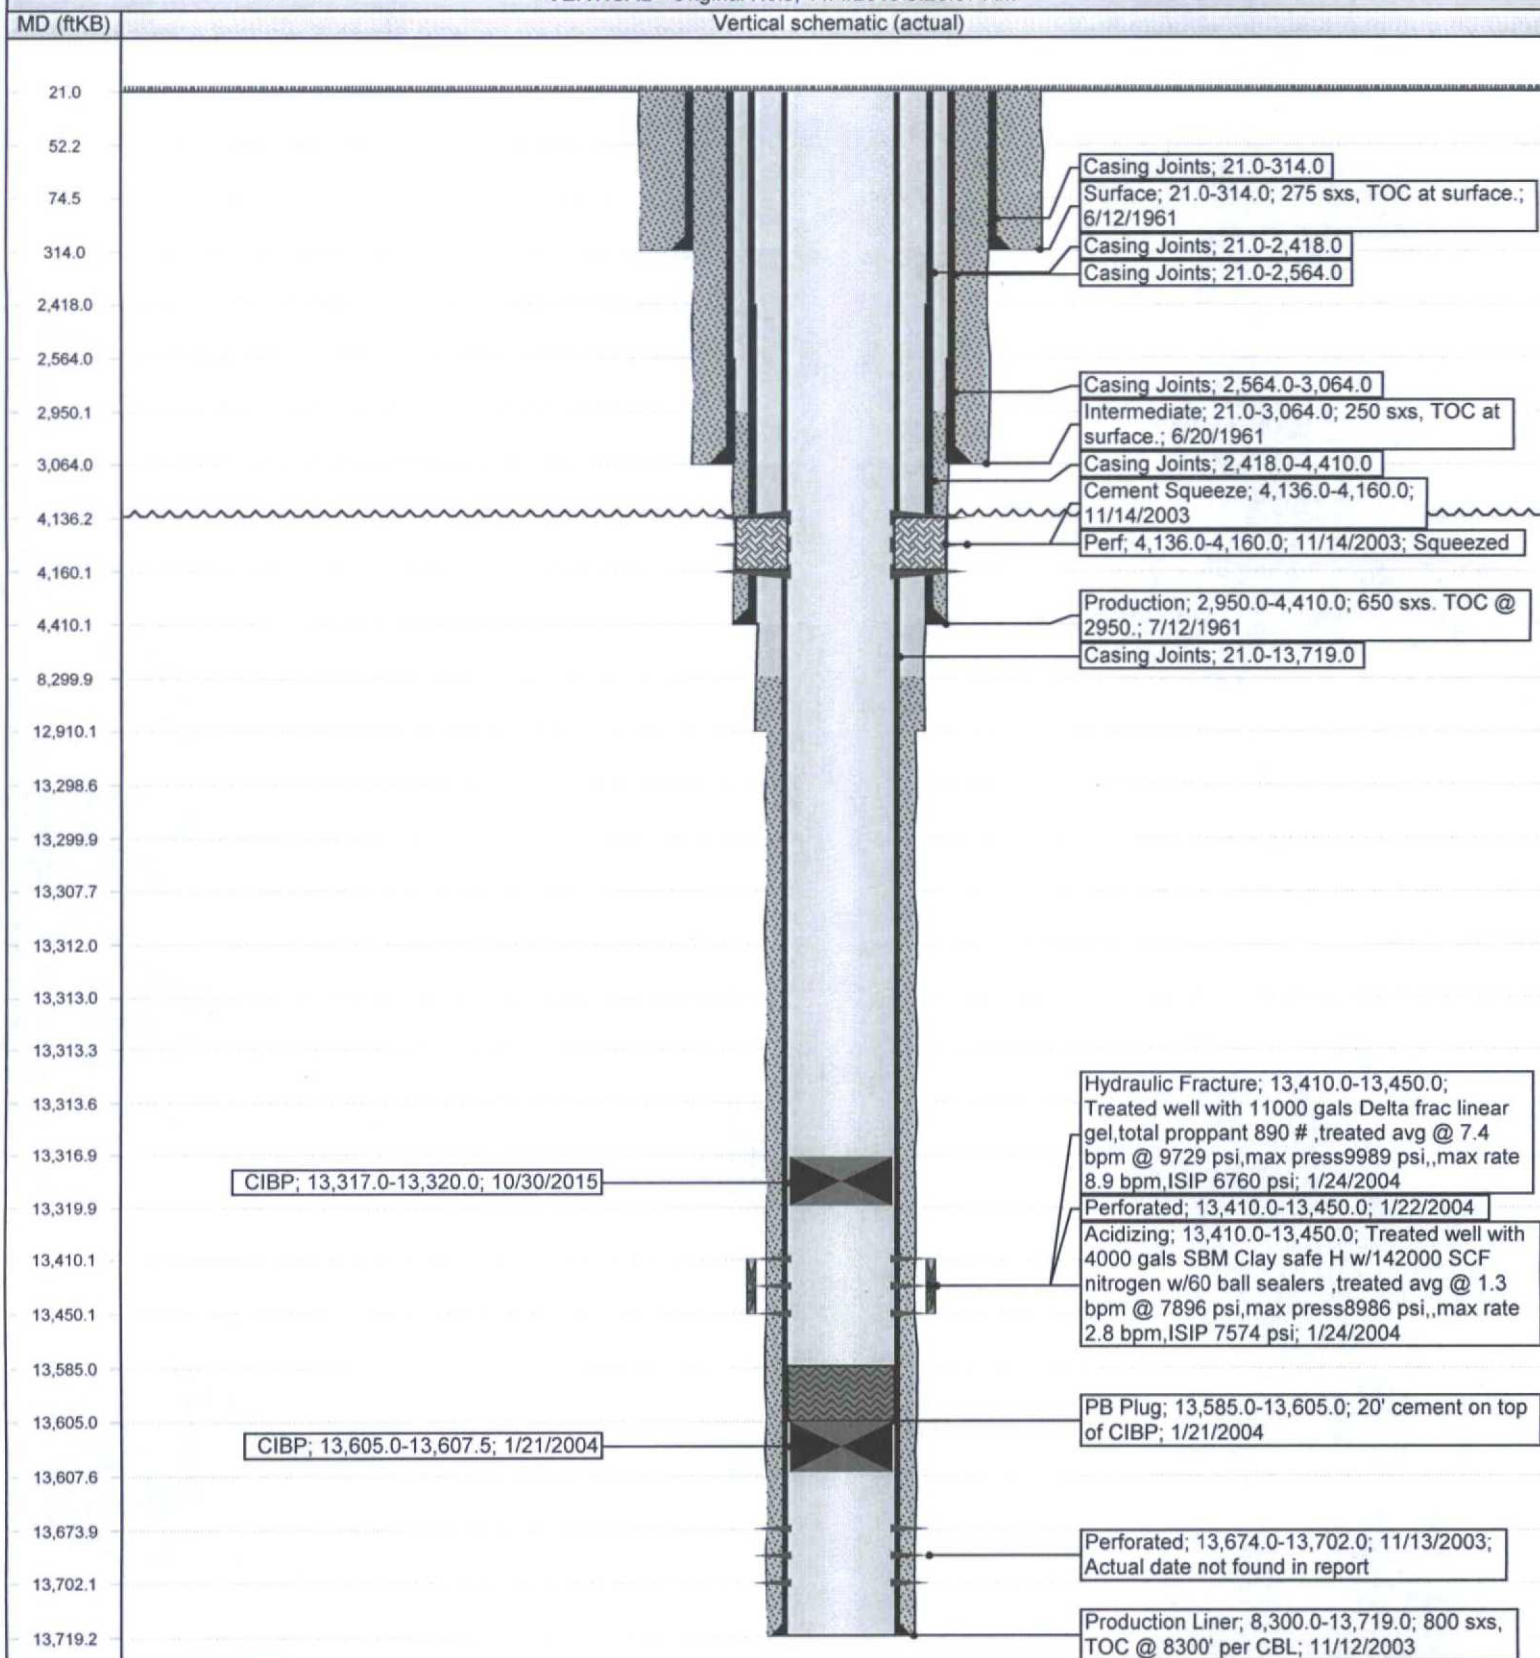 MD (ftKB)
Vertical schematic (actual)
21.0
52.2
74.5
314.0
2,418.0
2,564.0
2,950.1
3,064.0
4,136.2
4,160.1
4,410.1
8,299.9
12,910.1
13,298.6
13,299.9
13,307.7
13,312.0
13,313.0
13,313.3
13,313.6
13,316.9
13,319.9
13,410.1
13,450.1
13,585.0
13,605.0
13,607.6
13,673.9
13,702.1
13,719.2
CIBP; 13,317.0-13,320.0; 10/30/2015
CIBP; 13,605.0-13,607.5; 1/21/2004
Casing Joints; 21.0-314.0
Surface; 21.0-314.0; 275 sxs, TOC at surface.;
6/12/1961
Casing Joints; 21.0-2,418.0
Casing Joints; 21.0-2,564.0
Casing Joints; 2,564.0-3,064.0
Intermediate; 21.0-3,064.0; 250 sxs, TOC at
surface.; 6/20/1961
Casing Joints; 2,418.0-4,410.0
Cement Squeeze; 4,136.0-4,160.0;
11/14/2003
Perf; 4,136.0-4,160.0; 11/14/2003; Squeezed
Production; 2,950.0-4,410.0; 650 sxs. TOC @
2950.; 7/12/1961
Casing Joints; 21.0-13,719.0
Hydraulic Fracture; 13,410.0-13,450.0;
Treated well with 11000 gals Delta frac linear
gel,total proppant 890 # ,treated avg @ 7.4
bpm @ 9729 psi,max press9989 psi,,max rate
8.9 bpm,ISIP 6760 psi; 1/24/2004
Perforated; 13,410.0-13,450.0; 1/22/2004
Acidizing; 13,410.0-13,450.0; Treated well with
4000 gals SBM Clay safe H w/142000 SCF
nitrogen w/60 ball sealers ,treated avg @ 1.3
bpm @ 7896 psi,max press8986 psi,,max rate
2.8 bpm,ISIP 7574 psi; 1/24/2004
PB Plug; 13,585.0-13,605.0; 20' cement on top
of CIBP; 1/21/2004
Perforated; 13,674.0-13,702.0; 11/13/2003;
Actual date not found in report
Production Liner; 8,300.0-13,719.0; 800 sxs,
TOC @ 8300' per CBL; 11/12/2003